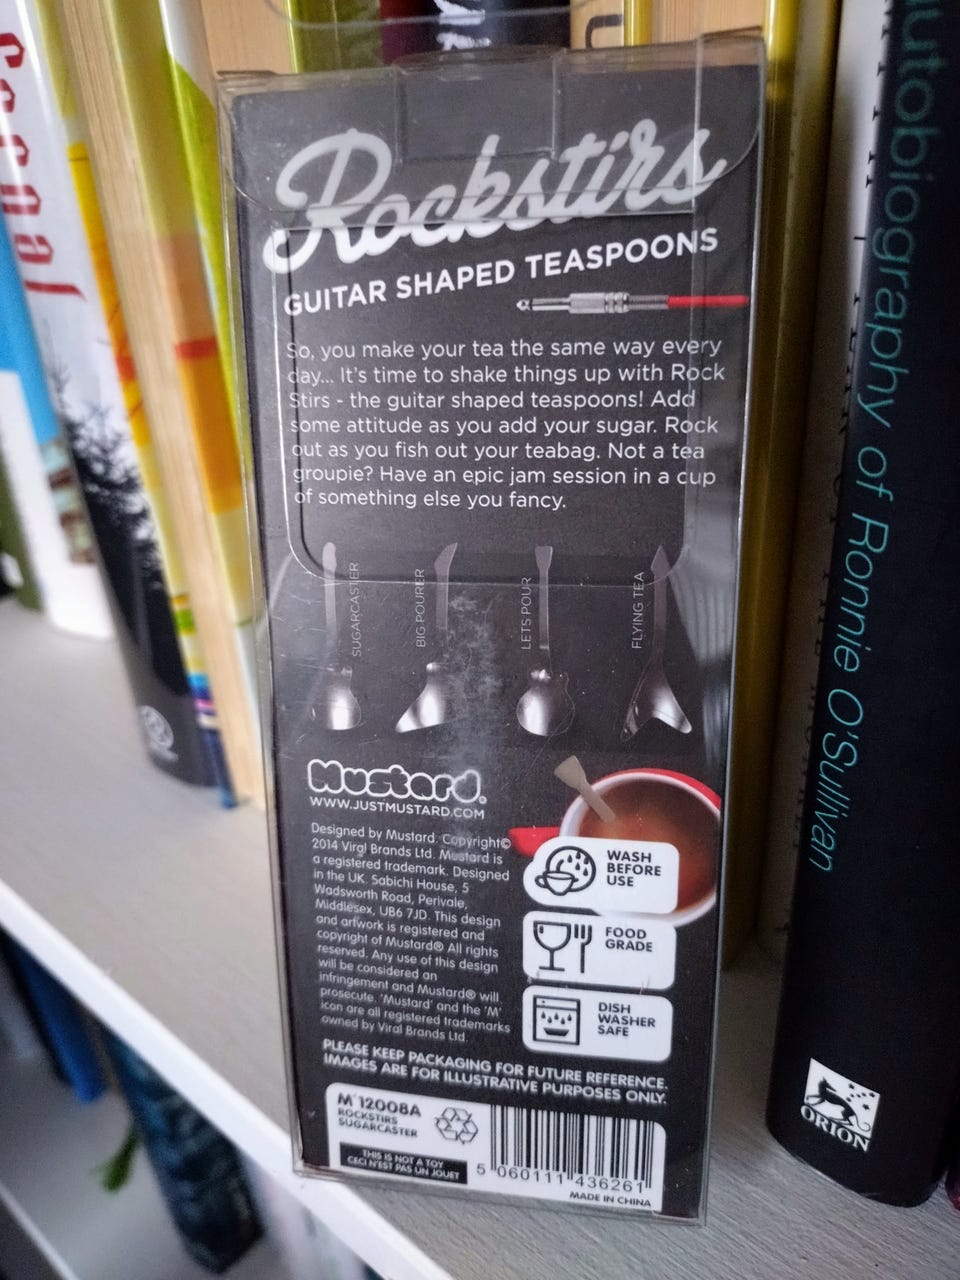 Rockstirs
GUITAR SHAPED TEASPOONS
So, you make your tea the same way every
day... It's time to shake things up with Rock
Stirs - the guitar shaped teaspoons! Add
some attitude as you add your sugar. Rock
out as you fish out your teabag. Not a tea
groupie? Have an epic jam session in a cup
of something else you fancy.
SUGARCASTER
BIG POURER
LETS POUR
FLYING TEA
Mustard®
WWW.JUSTMUSTARD.COM
Designed by Mustard. Copyright©
2014 Viral Brands Ltd. Mustard is
a registered trademark. Designed
in the UK. Sabichi House, 5
Wadsworth Road, Perivale,
Middlesex, UB6 7JD. This design
and artwork is registered and
copyright of Mustard® All rights
reserved. Any use of this design
will be considered an
infringement and Mustard® will
prosecute. 'Mustard' and the 'M'
icon are all registered trademarks
owned by Viral Brands Ltd.
WASH
BEFORE
USE
FOOD
GRADE
DISH
WASHER
SAFE
PLEASE KEEP PACKAGING FOR FUTURE REFERENCE.
IMAGES ARE FOR ILLUSTRATIVE PURPOSES ONLY.
M 12008A
ROCKSTIRS
SUGARCASTER
THIS IS NOT A TOY
CECI N'EST PAS UN JOUET
5 060111 436261
MADE IN CHINA
utobiography of Ronnie O'Sullivan
ORION